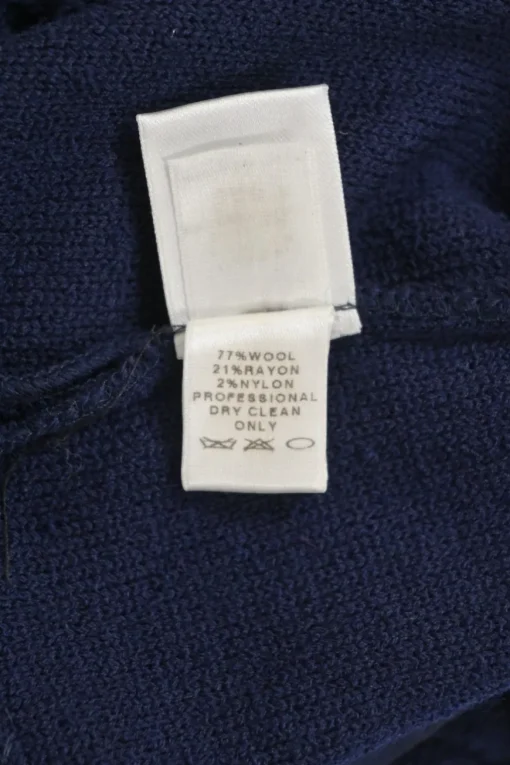 77%WOOL
21%RAYON
2%NYLON
PROFESSIONAL
DRY CLEAN
ONLY